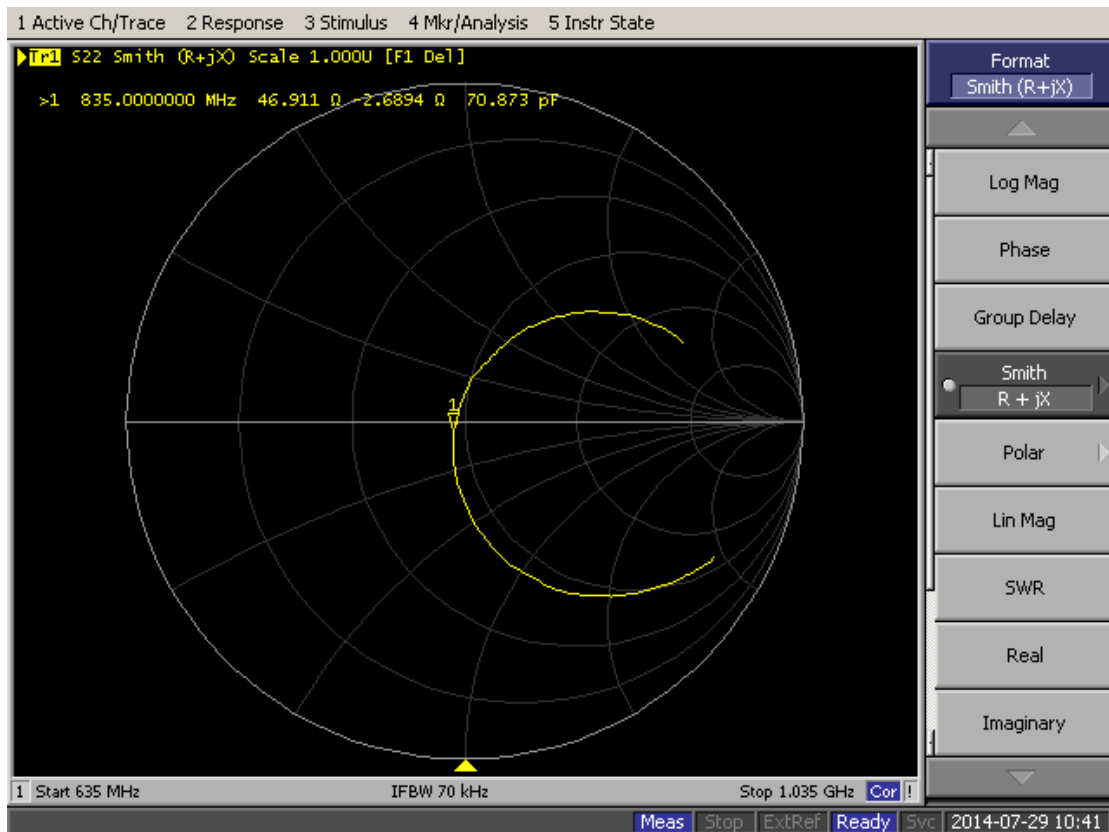 1 Active Ch/Trace 2 Response 3 Stimulus 4 Mkr/Analysis 5 Instr State
Tr1 S22 Smith (R+jX) Scale 1.000U [F1 Del]
>1 835.0000000 MHz 46.911 Ω -2.6894 Ω 70.873 pF
1
Format
Smith (R+jX)
Log Mag
Phase
Group Delay
Smith
R + jX
Polar
Lin Mag
SWR
Real
Imaginary
1 Start 635 MHz IFBW 70 kHz Stop 1.035 GHz Cor !
Meas Stop ExtRef Ready Svc 2014-07-29 10:41